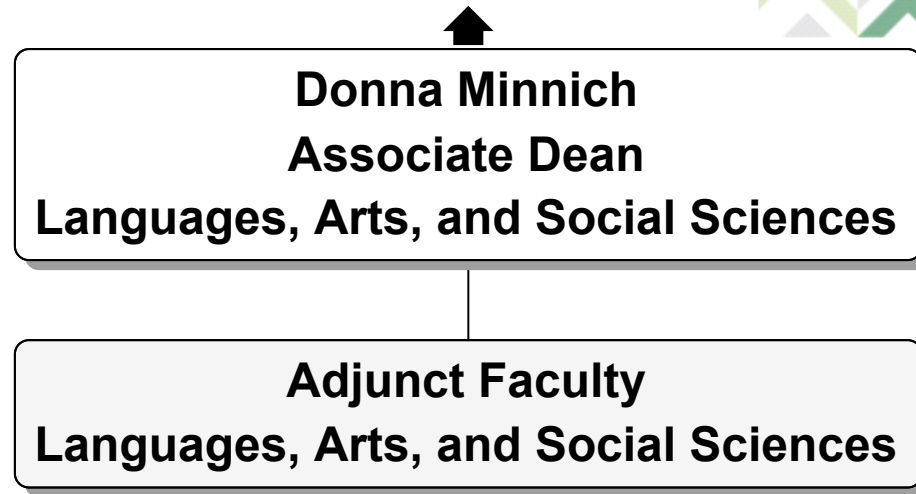 Donna Minnich
Associate Dean
Languages, Arts, and Social Sciences
Adjunct Faculty
Languages, Arts, and Social Sciences